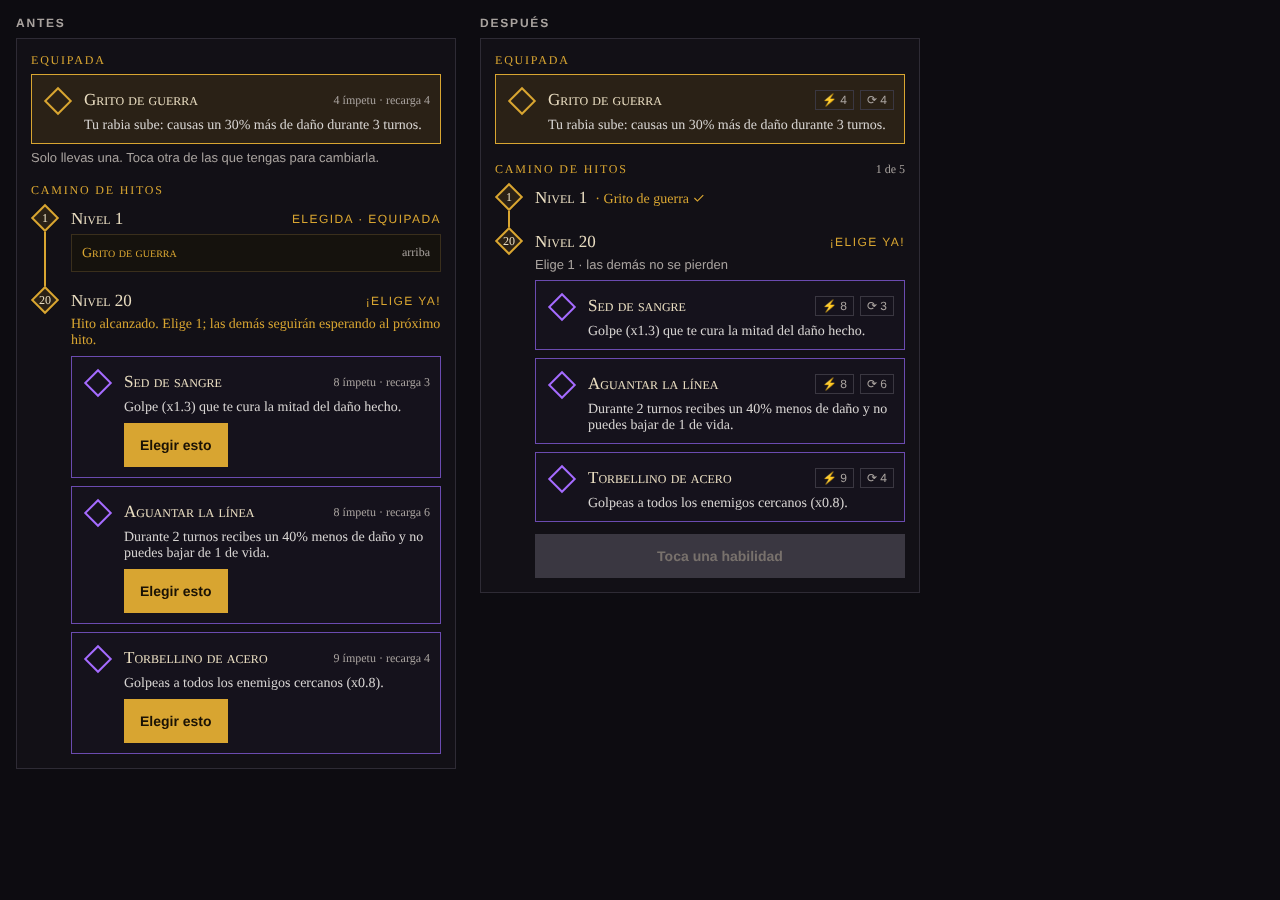 ANTES
EQUIPADA
Grito de guerra 4 ímpetu · recarga 4
Tu rabia sube: causas un 30% más de daño durante 3 turnos.
Solo llevas una. Toca otra de las que tengas para cambiarla.
CAMINO DE HITOS
1 Nivel 1 ELEGIDA · EQUIPADA
Grito de guerra arriba
20 Nivel 20 ¡ELIGE YA!
Hito alcanzado. Elige 1; las demás seguirán esperando al próximo
hito.
Sed de sangre 8 ímpetu · recarga 3
Golpe (x1.3) que te cura la mitad del daño hecho.
Elegir esto
Aguantar la línea 8 ímpetu · recarga 6
Durante 2 turnos recibes un 40% menos de daño y no
puedes bajar de 1 de vida.
Elegir esto
Torbellino de acero 9 ímpetu · recarga 4
Golpeas a todos los enemigos cercanos (x0.8).
Elegir esto
DESPUÉS
EQUIPADA
Grito de guerra ⚡ 4 ⟳ 4
Tu rabia sube: causas un 30% más de daño durante 3 turnos.
CAMINO DE HITOS 1 de 5
1 Nivel 1 · Grito de guerra ✓
20 Nivel 20 ¡ELIGE YA!
Elige 1 · las demás no se pierden
Sed de sangre ⚡ 8 ⟳ 3
Golpe (x1.3) que te cura la mitad del daño hecho.
Aguantar la línea ⚡ 8 ⟳ 6
Durante 2 turnos recibes un 40% menos de daño y no
puedes bajar de 1 de vida.
Torbellino de acero ⚡ 9 ⟳ 4
Golpeas a todos los enemigos cercanos (x0.8).
Toca una habilidad